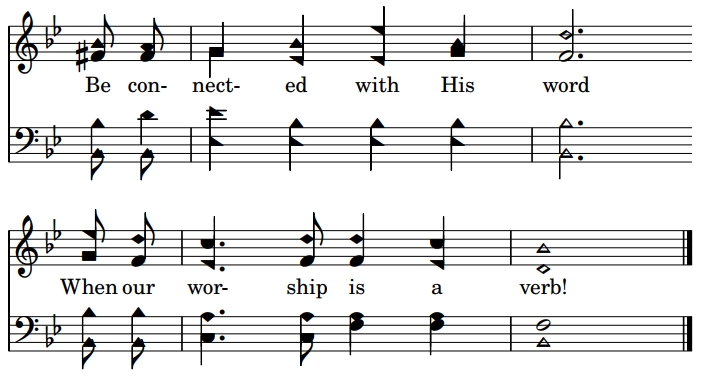 Be con- nect- ed with His word
When our wor- ship is a verb!